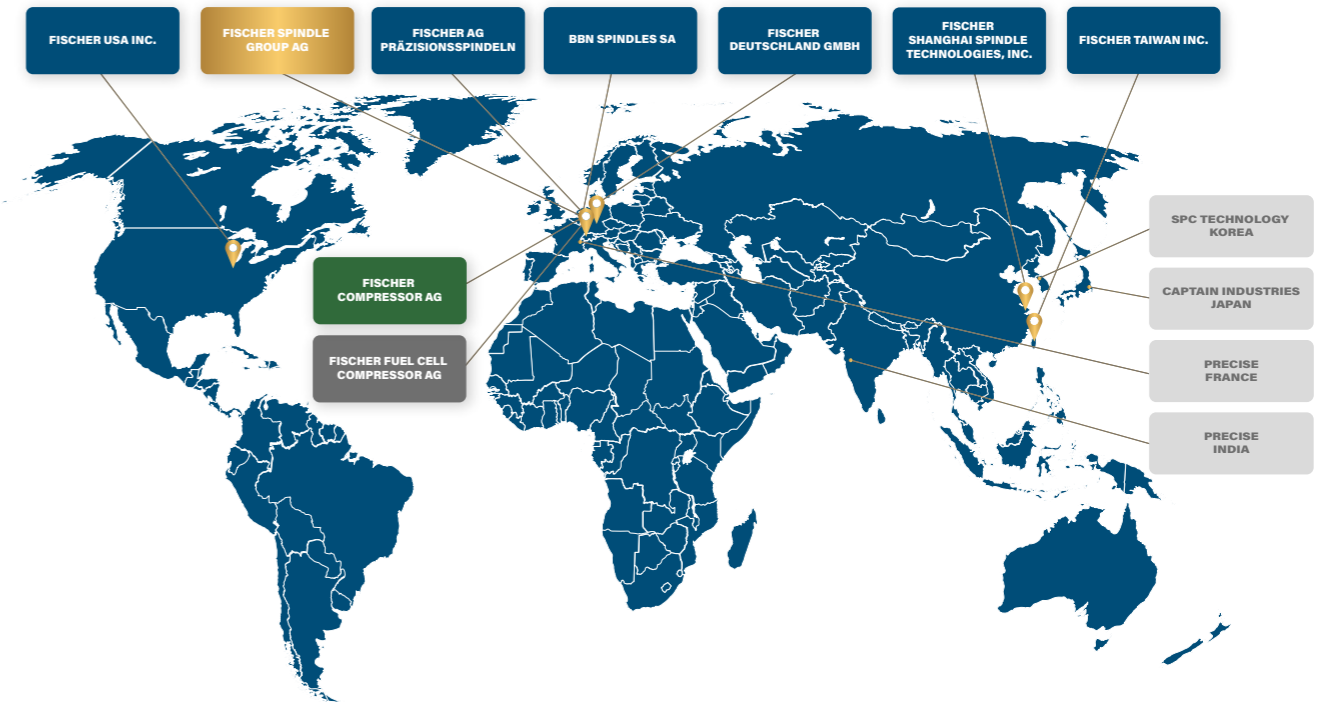 FISCHER USA INC.
FISCHER SPINDLE
GROUP AG
FISCHER AG
PRÄZISIONSSPINDELN
BBN SPINDLES SA
FISCHER
DEUTSCHLAND GMBH
FISCHER
SHANGHAI SPINDLE
TECHNOLOGIES, INC.
FISCHER TAIWAN INC.
SPC TECHNOLOGY
KOREA
FISCHER
COMPRESSOR AG
CAPTAIN INDUSTRIES
JAPAN
FISCHER FUEL CELL
COMPRESSOR AG
PRECISE
FRANCE
PRECISE
INDIA